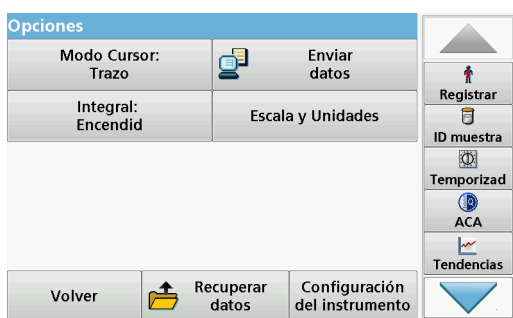 Opciones
Modo Cursor:
Trazo
Enviar
datos
Integral:
Encendid
Escala y Unidades
Volver
Recuperar
datos
Configuración
del instrumento
Registrar
ID muestra
Temporizad
ACA
Tendencias